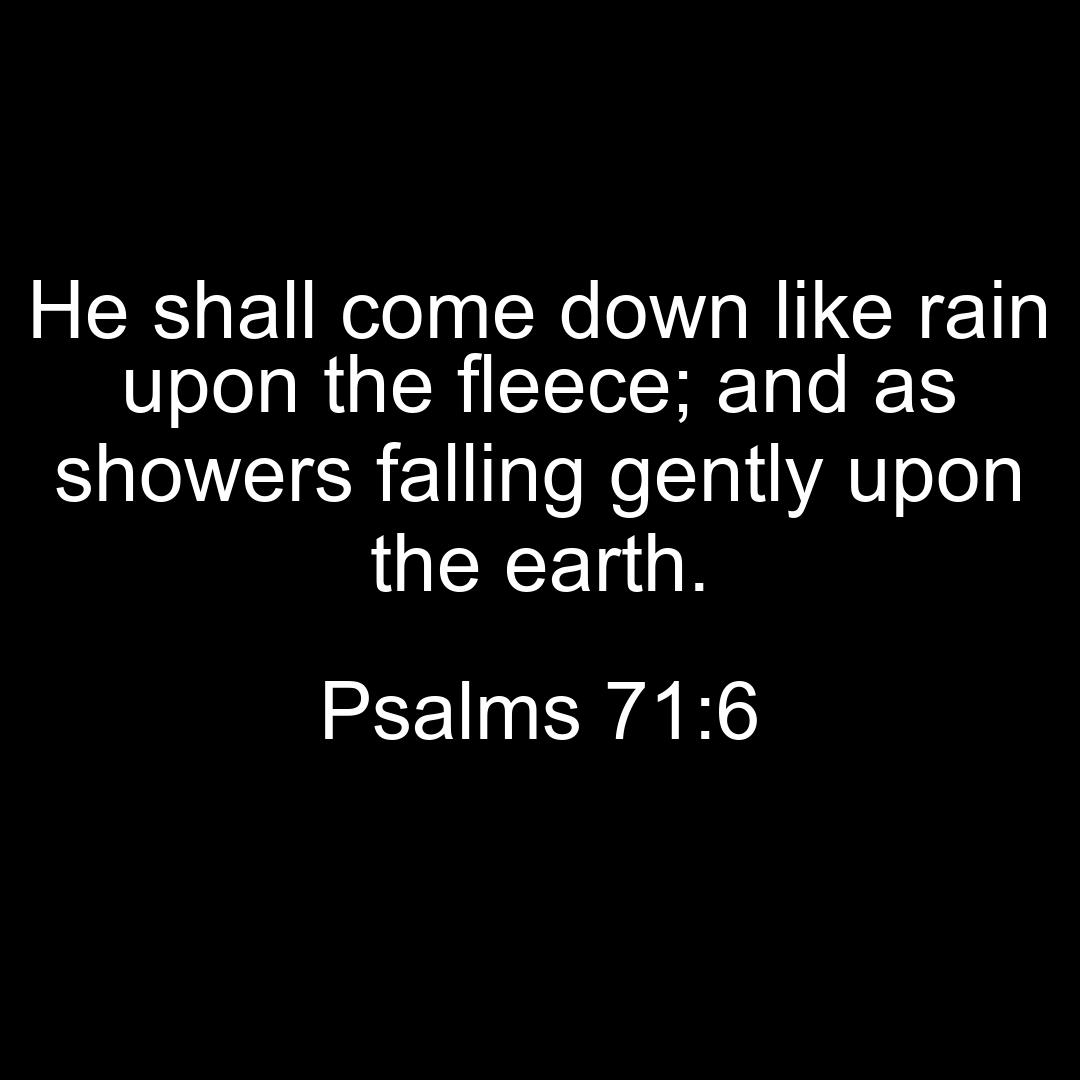 He shall come down like rain
upon the fleece; and as
showers falling gently upon
the earth.
Psalms 71:6